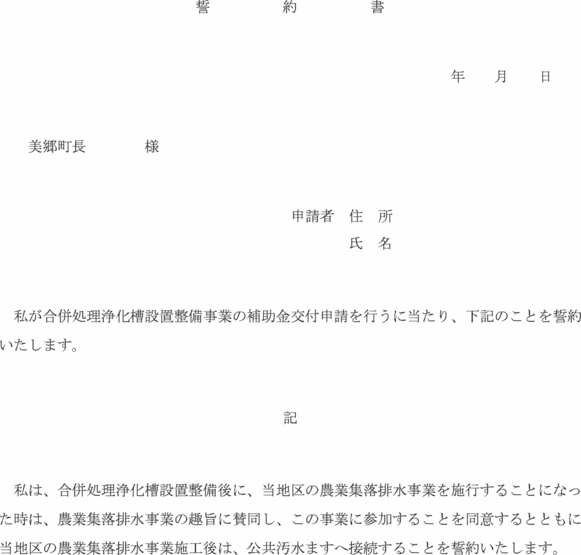 誓　　　　　約　　　　　書
年　　月　　日
美郷町長　　　　様
申請者　住　所
氏　名
私が合併処理浄化槽設置整備事業の補助金交付申請を行うに当たり、下記のことを誓約
いたします。
記
私は、合併処理浄化槽設置整備後に、当地区の農業集落排水事業を施行することになっ
た時は、農業集落排水事業の趣旨に賛同し、この事業に参加することを同意するとともに
当地区の農業集落排水事業施工後は、公共汚水ますへ接続することを誓約いたします。